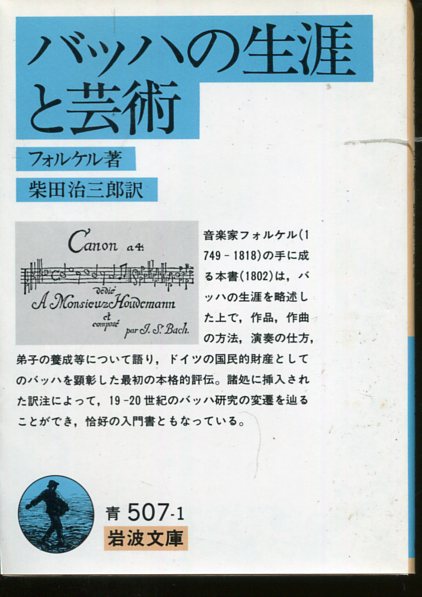 バッハの生涯
と芸術
フォルケル著
柴田治三郎訳
Canon a 4:
dédié
A Monsieur Houdemann
et
composé
par J. S. Bach.
音楽家フォルケル(1
749-1818)の手に成
る本書(1802)は，バ
ッハの生涯を略述し
た上で，作品，作曲
の方法，演奏の仕方，
弟子の養成等について語り，ドイツの国民的財産として
のバッハを顕彰した最初の本格的評伝。諸処に挿入され
た訳注によって，19-20世紀のバッハ研究の変遷を辿る
ことができ，恰好の入門書ともなっている。
青 507-1
岩波文庫